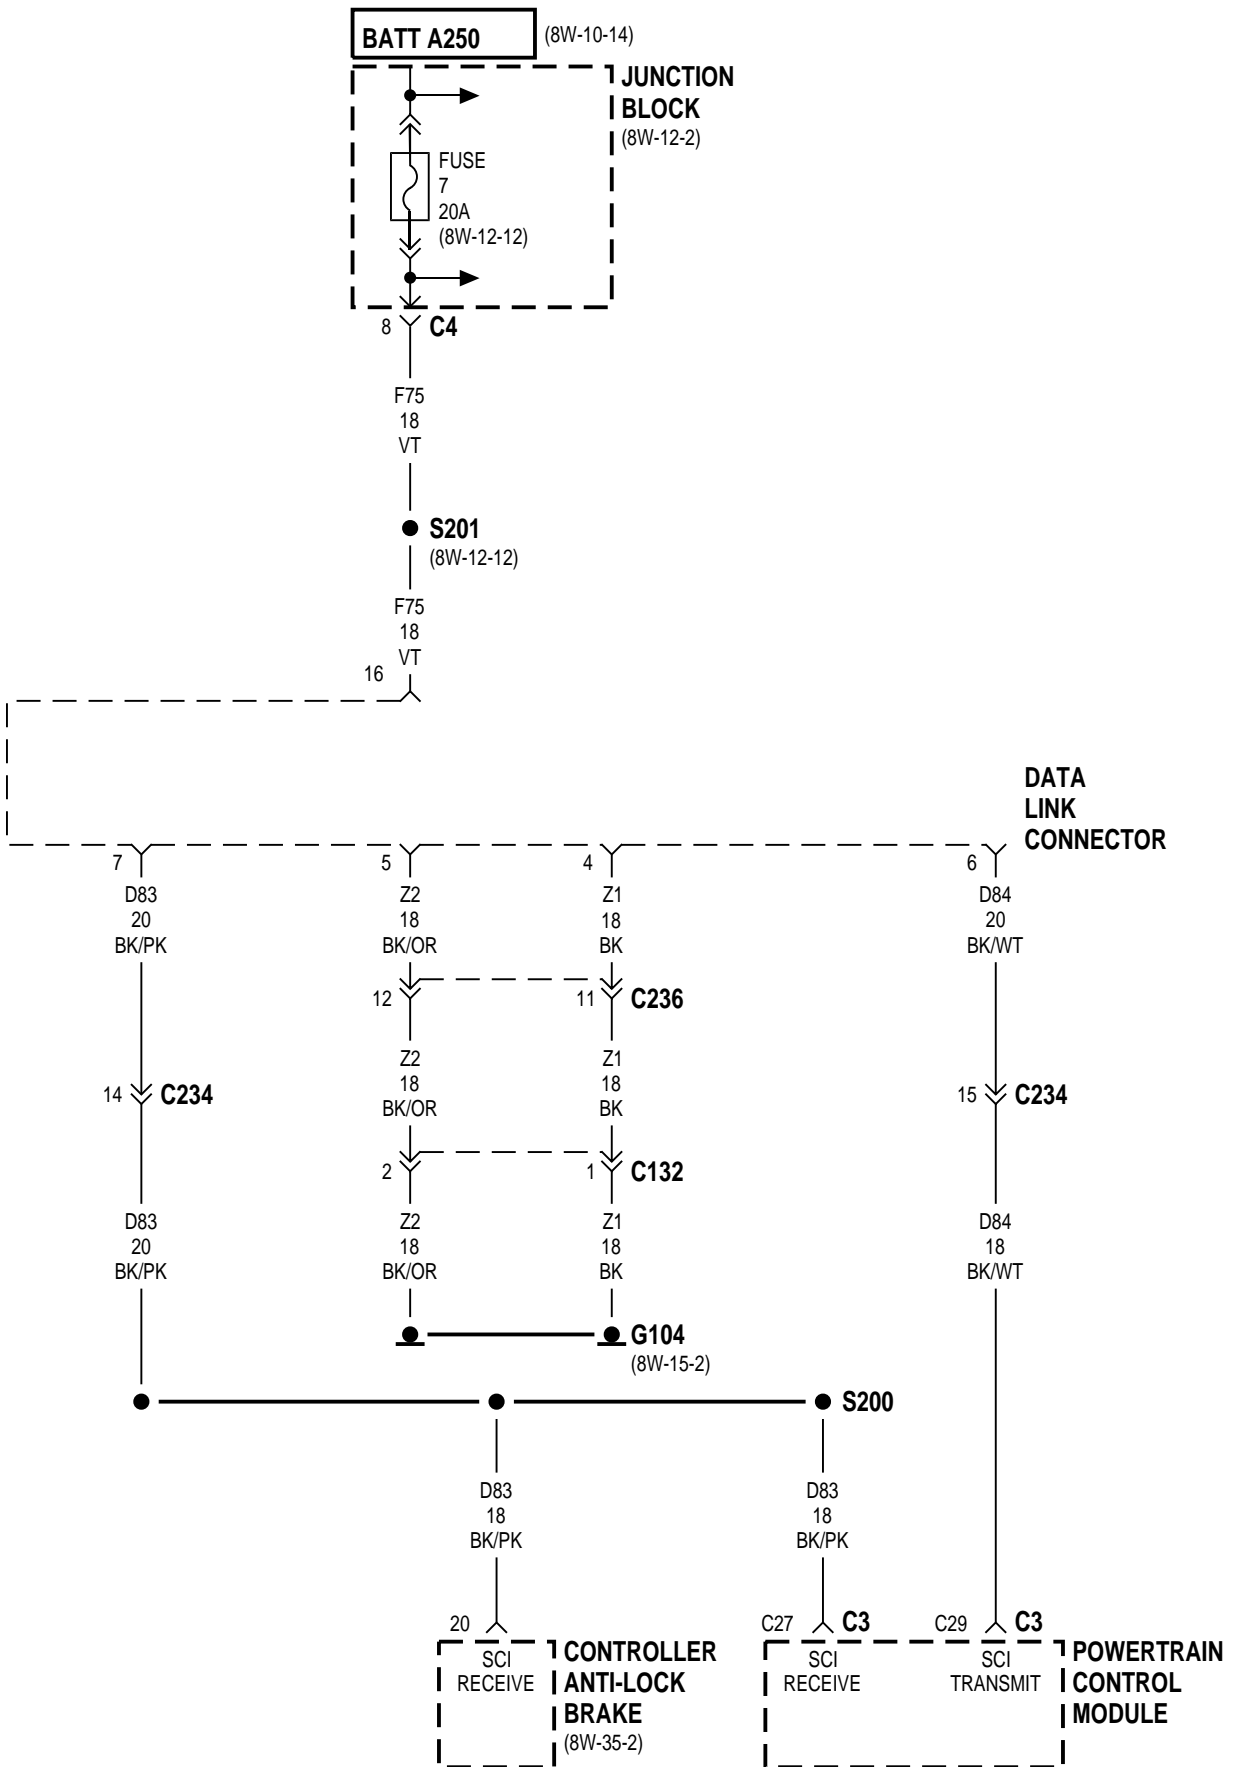 BATT A250 (8W-10-14)
JUNCTION
BLOCK
(8W-12-2)
FUSE
7
20A
(8W-12-12)
8 C4
F75
18
VT
S201
(8W-12-12)
F75
18
VT
16
DATA
LINK
CONNECTOR
7 5 4 6
D83 Z2 Z1 D84
20 18 18 20
BK/PK BK/OR BK BK/WT
12 11 C236
Z2 Z1
18 18
BK/OR BK
14 C234 15 C234
2 1 C132
D83 Z2 Z1 D84
20 18 18 18
BK/PK BK/OR BK BK/WT
G104
(8W-15-2)
S200
D83 D83
18 18
BK/PK BK/PK
20 C27 C3 C29 C3
SCI
RECEIVE
CONTROLLER
ANTI-LOCK
BRAKE
(8W-35-2)
SCI
RECEIVE
SCI
TRANSMIT
POWERTRAIN
CONTROL
MODULE